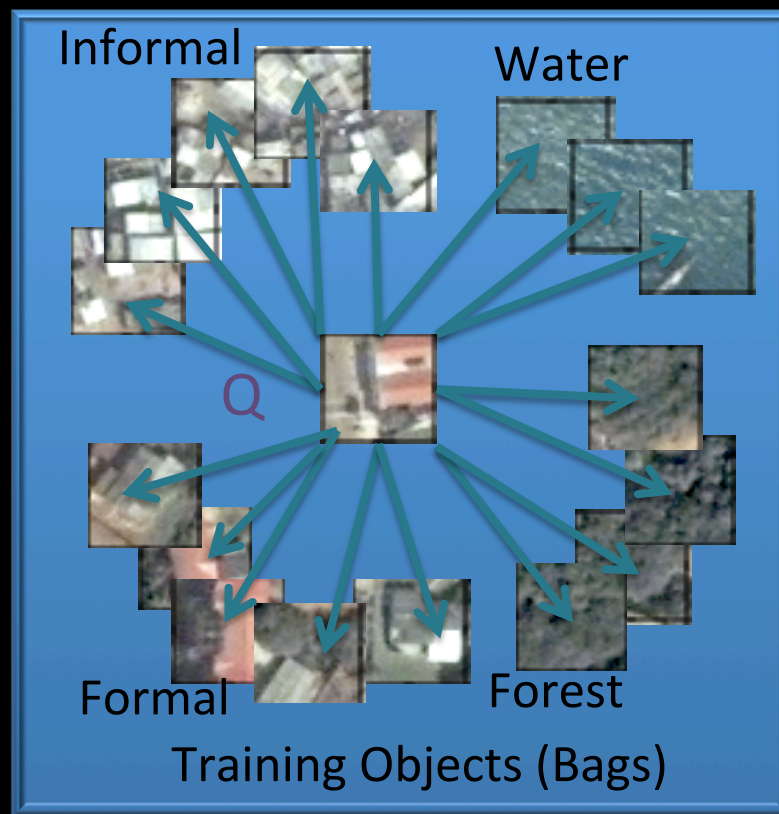 Informal
Water
Q
Formal
Forest
Training Objects (Bags)